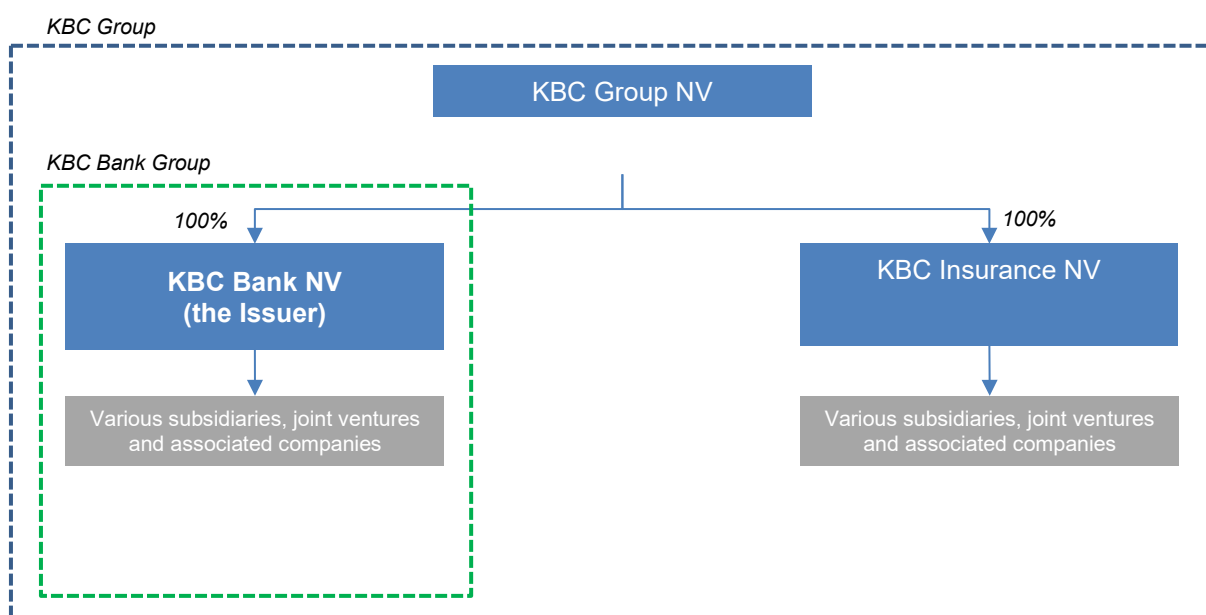 KBC Group
KBC Group NV
KBC Bank Group
100%
100%
KBC Bank NV
(the Issuer)
KBC Insurance NV
Various subsidiaries, joint ventures
and associated companies
Various subsidiaries, joint ventures
and associated companies